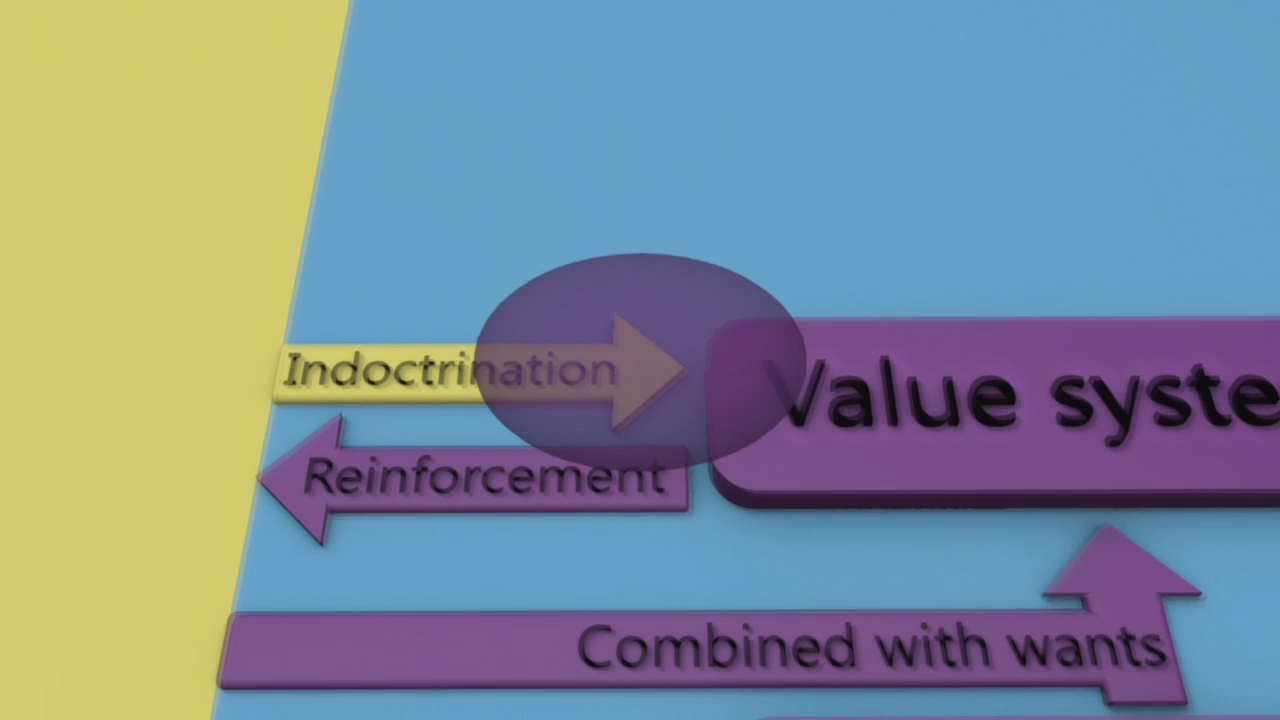 Indoctrination
Value syste
Reinforcement
Combined with wants